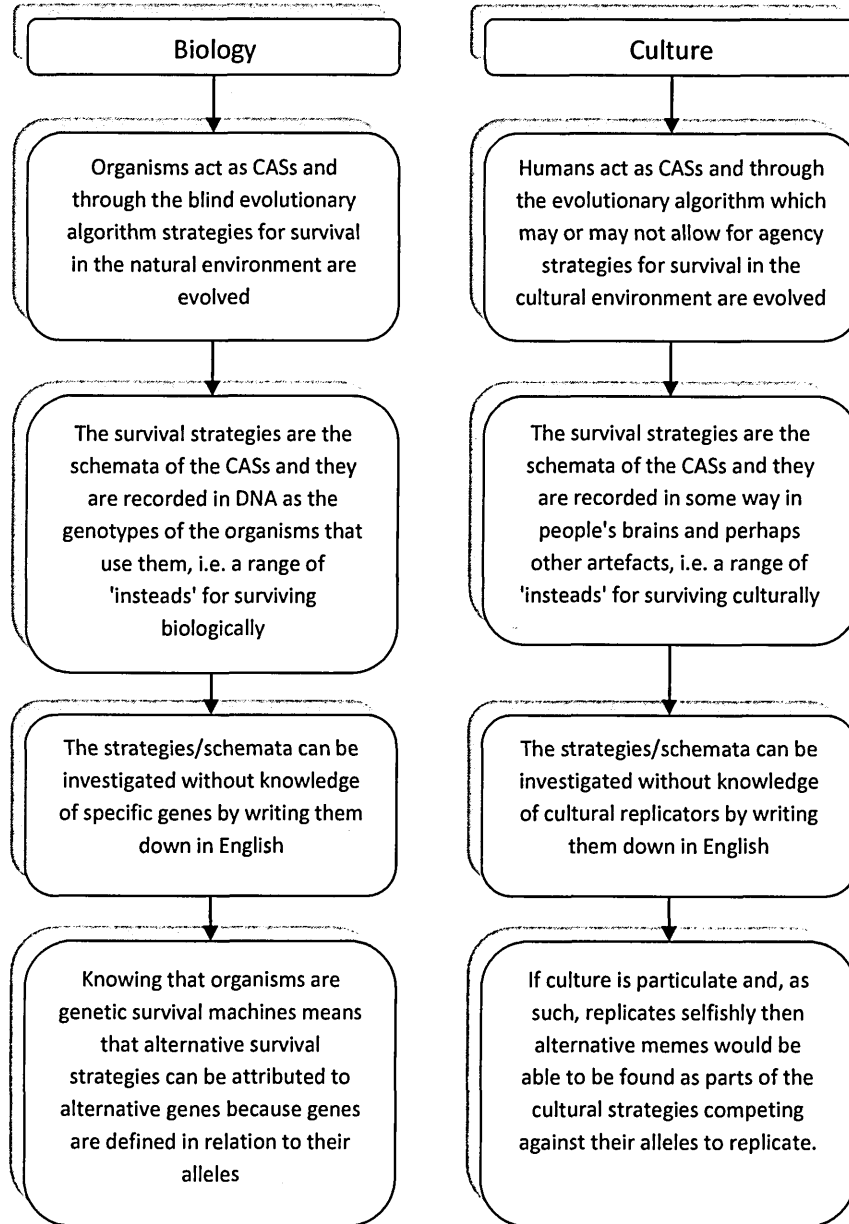 Biology
Organisms act as CASs and
through the blind evolutionary
algorithm strategies for survival
in the natural environment are
evolved
The survival strategies are the
schemata of the CASs and they
are recorded in DNA as the
genotypes of the organisms that
use them, i.e. a range of
'insteads' for surviving
biologically
The strategies/schemata can be
investigated without knowledge
of specific genes by writing them
down in English
Knowing that organisms are
genetic survival machines means
that alternative survival
strategies can be attributed to
alternative genes because genes
are defined in relation to their
alleles
Culture
Humans act as CASs and through
the evolutionary algorithm which
may or may not allow for agency
strategies for survival in the
cultural environment are evolved
The survival strategies are the
schemata of the CASs and they
are recorded in some way in
people's brains and perhaps
other artefacts, i.e. a range of
'insteads' for surviving culturally
The strategies/schemata can be
investigated without knowledge
of cultural replicators by writing
them down in English
If culture is particulate and, as
such, replicates selfishly then
alternative memes would be
able to be found as parts of the
cultural strategies competing
against their alleles to replicate.